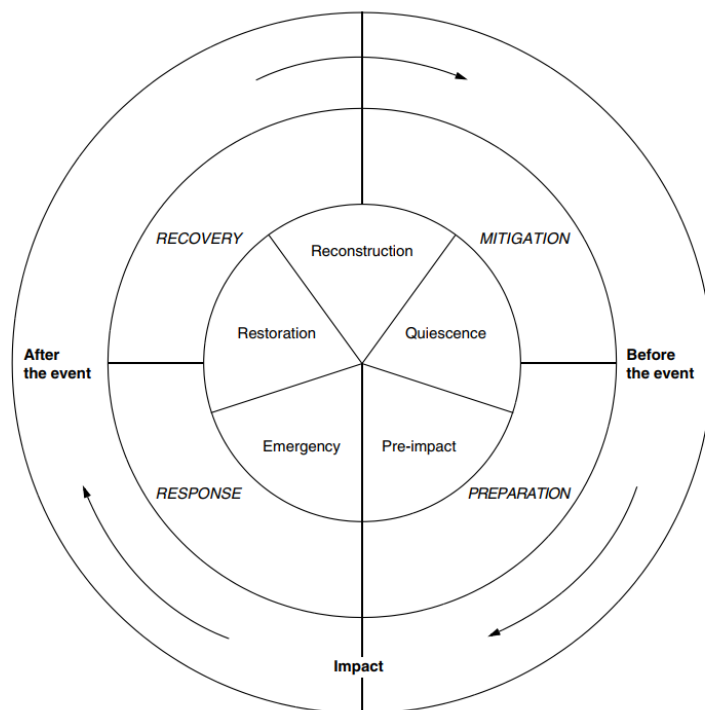 RECOVERY
MITIGATION
Reconstruction
Restoration
Quiescence
After
the event
Before
the event
Emergency
Pre-impact
RESPONSE
PREPARATION
Impact